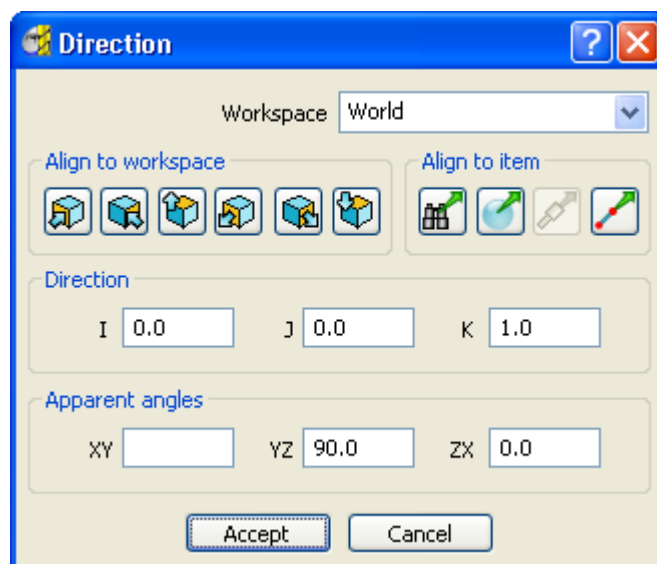 Direction
Workspace World
Align to workspace Align to item
Direction
I 0.0 J 0.0 K 1.0
Apparent angles
XY YZ 90.0 ZX 0.0
Accept Cancel